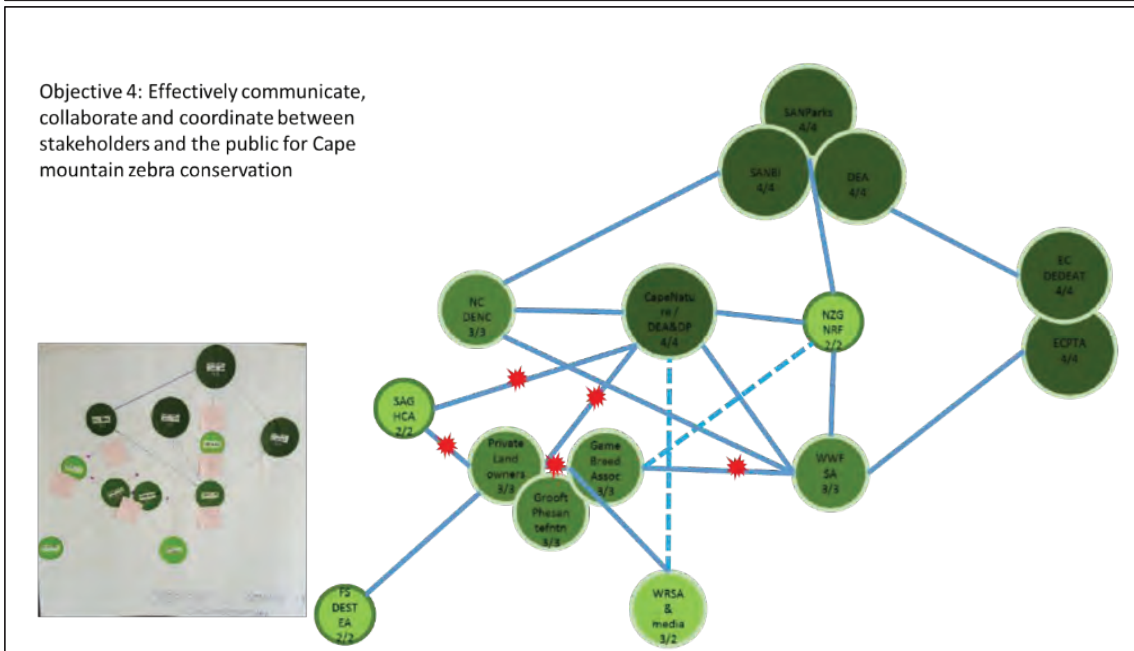 Objective 4: Effectively communicate,
collaborate and coordinate between
stakeholders and the public for Cape
mountain zebra conservation
SANParks
4/4
SANBI
4/4
DEA
4/4
EC
DEDEAT
4/4
ECPTA
4/4
NC
DENC
3/3
CapeNatu
re /
DEA&DP
4/4
NZG
NRF
2/2
SAG
HCA
2/2
Private
Land
owners
3/3
Game
Breed
Assoc
3/3
Grooft
Phesan
tefntn
3/3
WWF
SA
3/3
FS
DEST
EA
2/2
WRSA
&
media
3/2